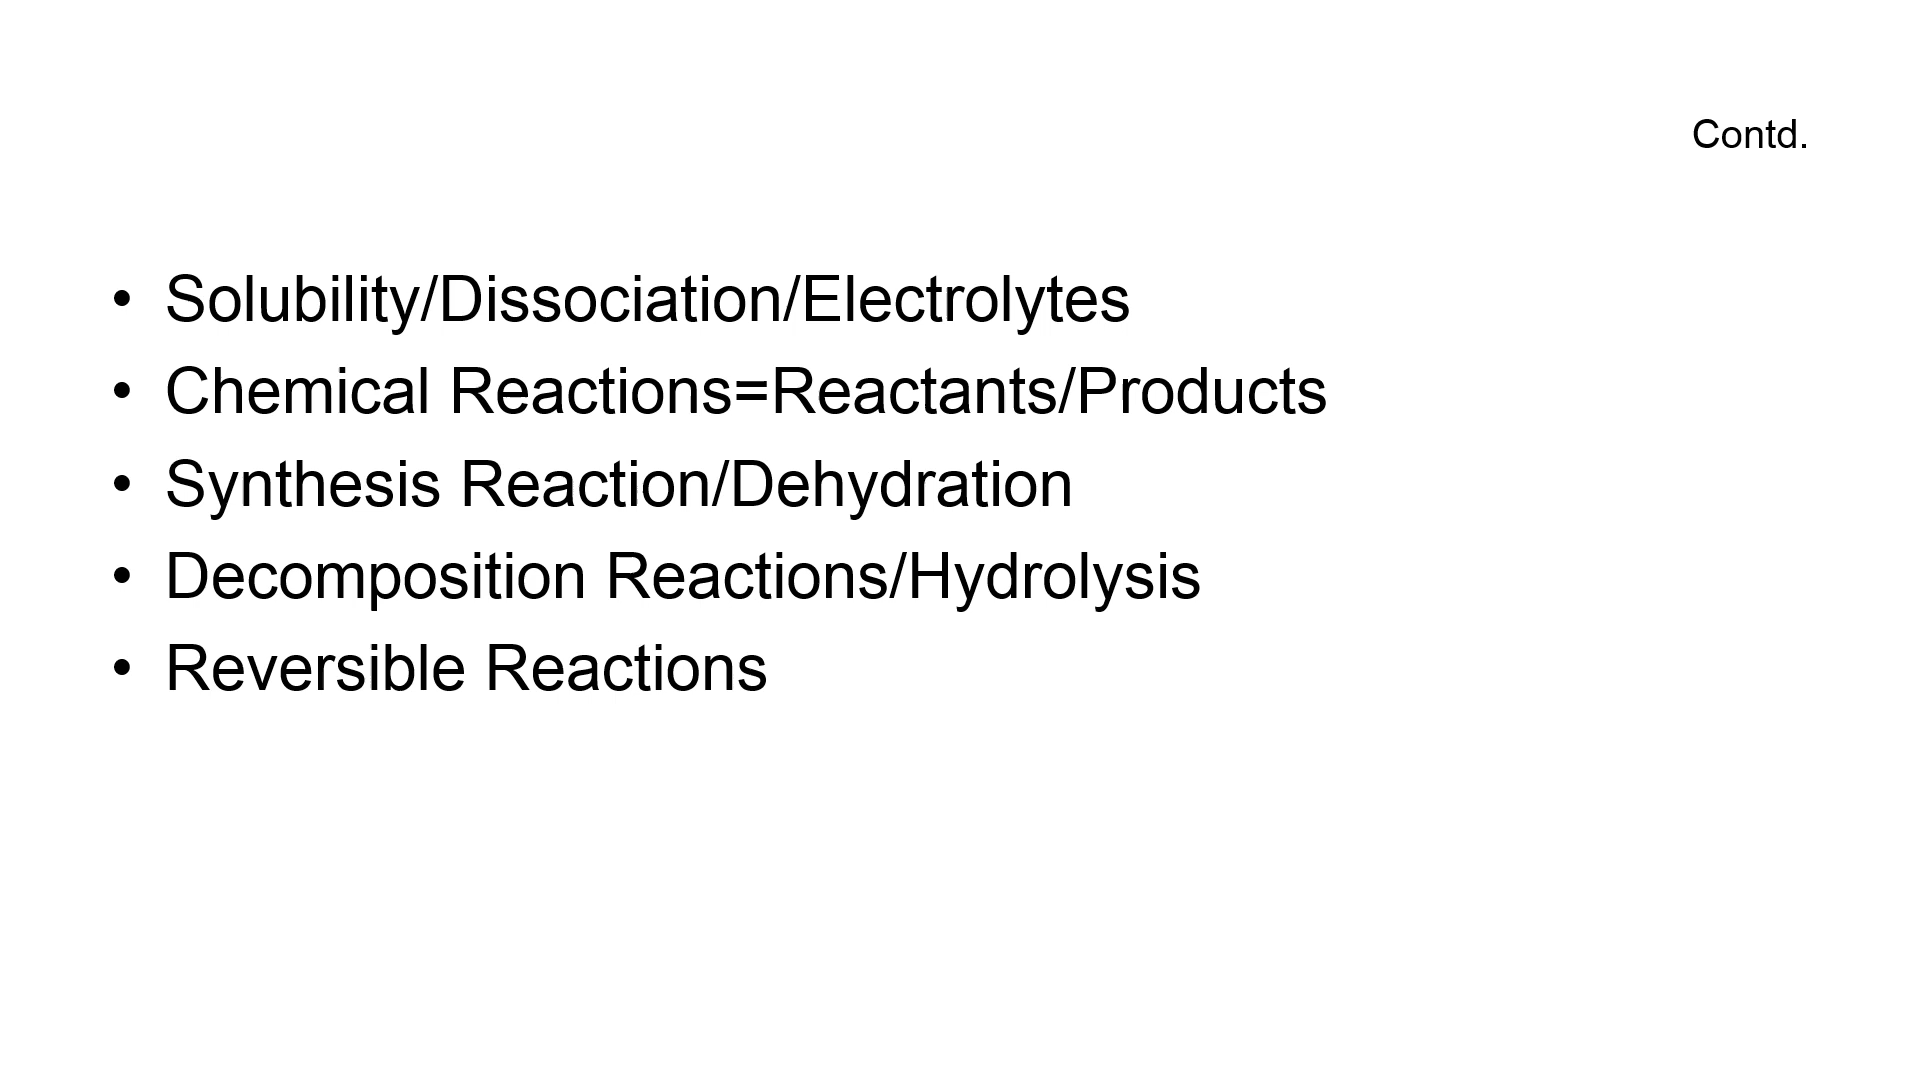 Contd.
• Solubility/Dissociation/Electrolytes
• Chemical Reactions=Reactants/Products
• Synthesis Reaction/Dehydration
• Decomposition Reactions/Hydrolysis
• Reversible Reactions